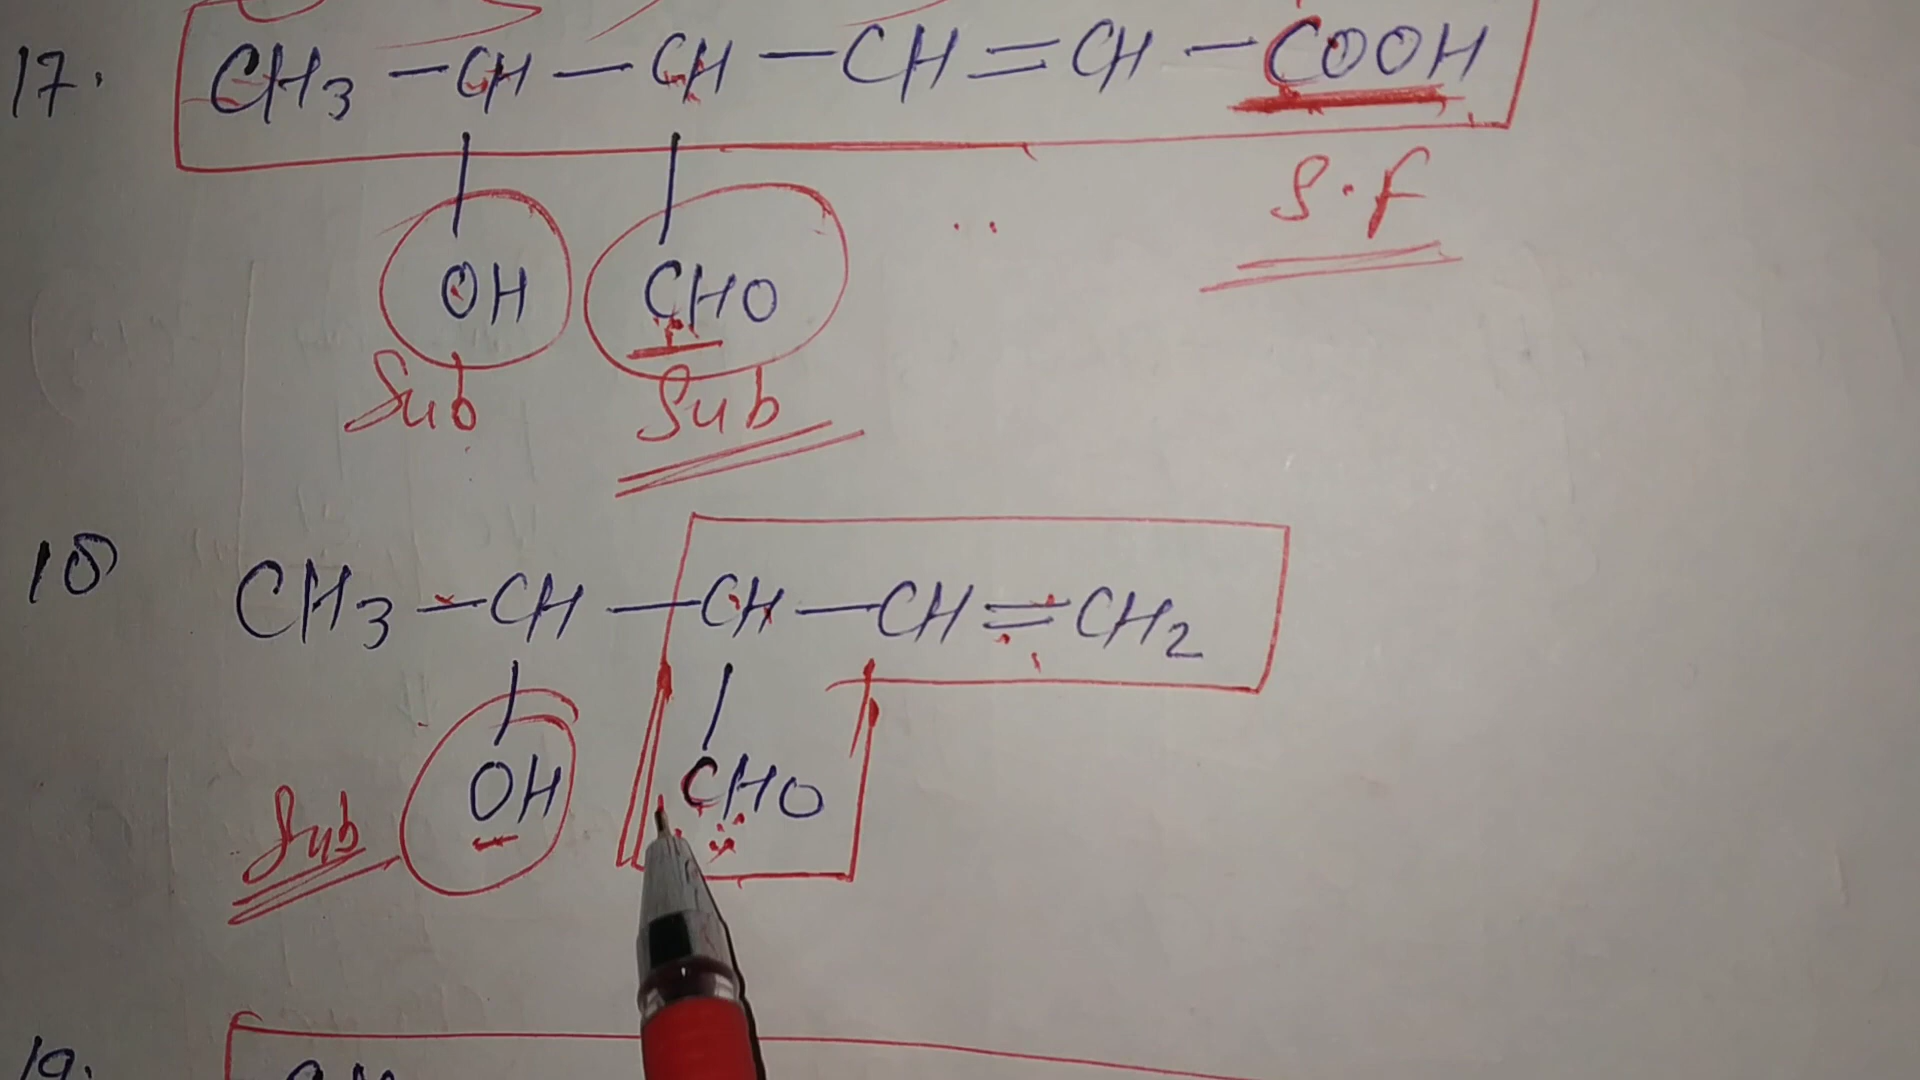 17. CH3 — CH — CH — CH = CH — COOH
S.F
OH CHO
Sub Sub
18 CH3 — CH — CH — CH = CH2
OH CHO
Sub
19.